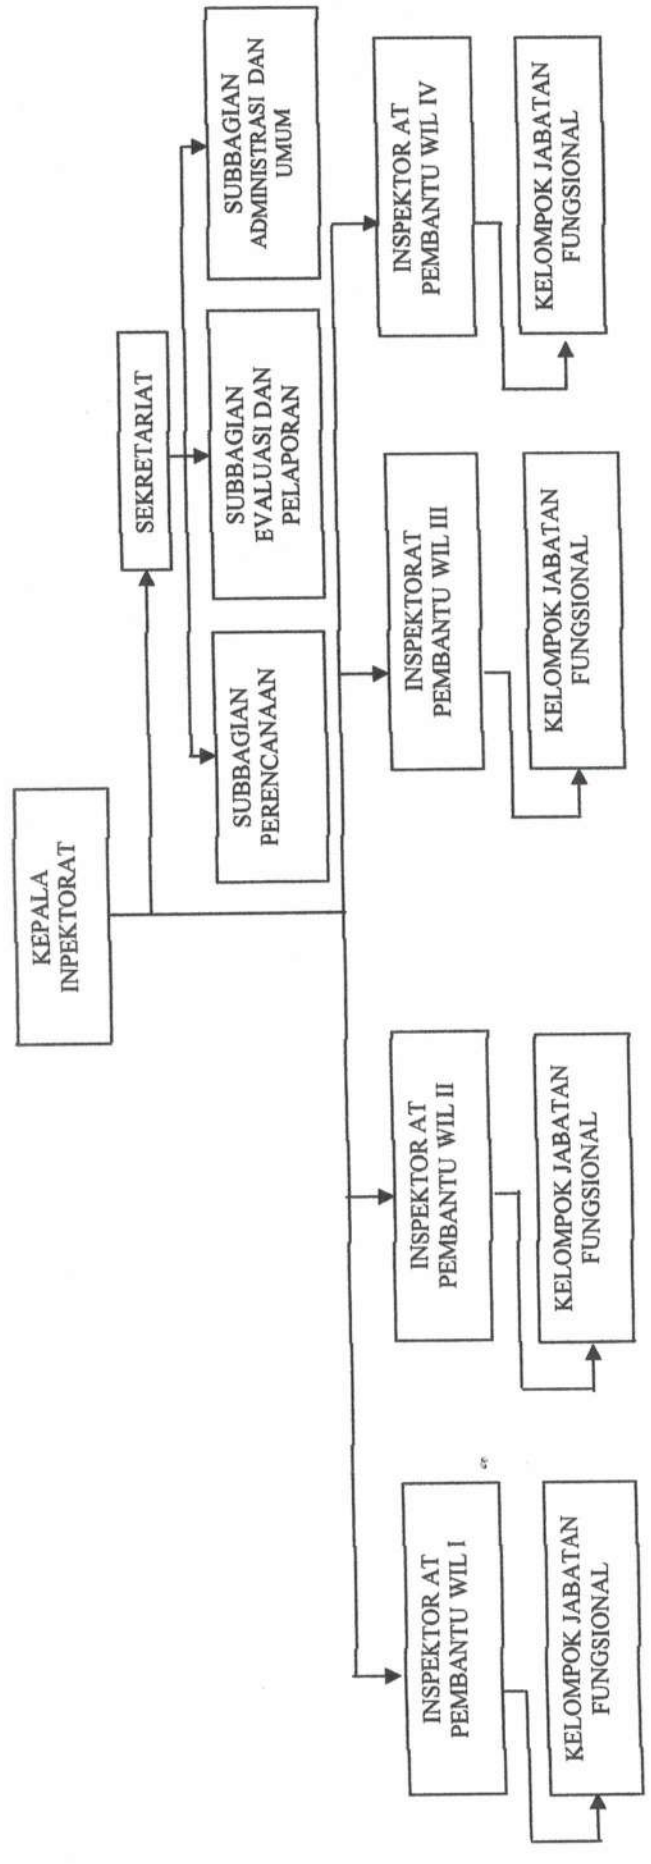 KEPALA
INPEKTORAT
SEKRETARIAT
SUBBAGIAN
PERENCANAAN
SUBBAGIAN
EVALUASI DAN
PELAPORAN
SUBBAGIAN
ADMINISTRASI DAN
UMUM
INSPEKTOR AT
PEMBANTU WIL I
INSPEKTOR AT
PEMBANTU WIL II
INSPEKTORAT
PEMBANTU WIL III
INSPEKTOR AT
PEMBANTU WIL IV
KELOMPOK JABATAN
FUNGSIONAL
KELOMPOK JABATAN
FUNGSIONAL
KELOMPOK JABATAN
FUNGSIONAL
KELOMPOK JABATAN
FUNGSIONAL